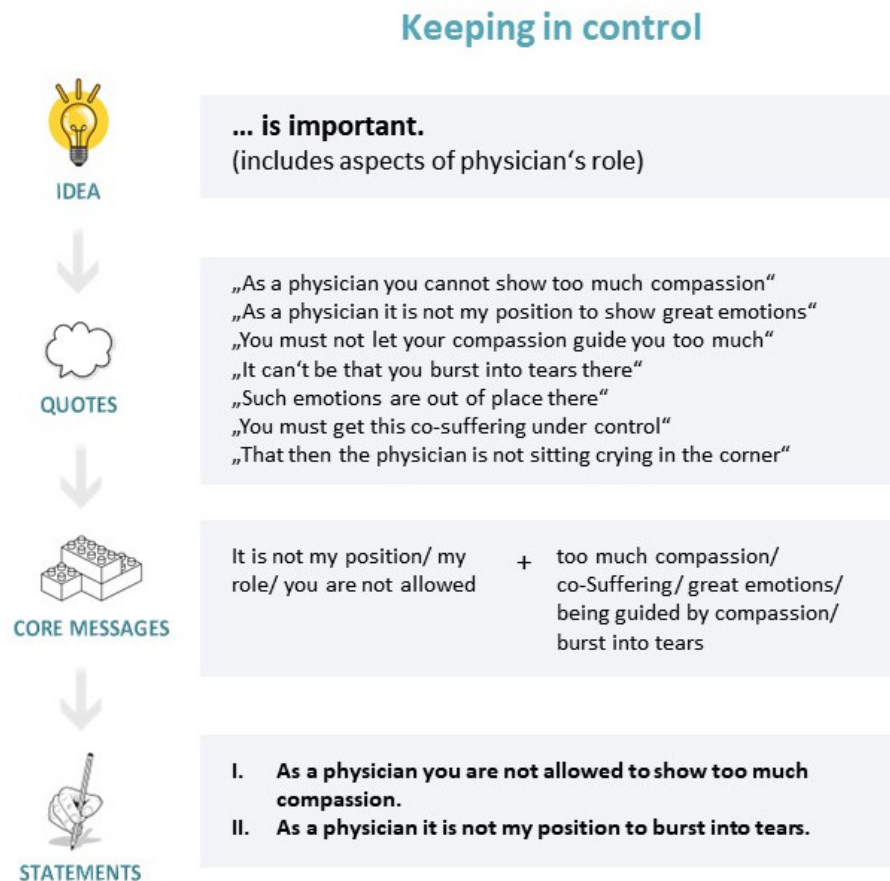 Keeping in control
IDEA
... is important.
(includes aspects of physician‘s role)
QUOTES
„As a physician you cannot show too much compassion“
„As a physician it is not my position to show great emotions“
„You must not let your compassion guide you too much“
„It can‘t be that you burst into tears there“
„Such emotions are out of place there“
„You must get this co-suffering under control“
„That then the physician is not sitting crying in the corner“
CORE MESSAGES
It is not my position/ my
role/ you are not allowed
+
too much compassion/
co-Suffering/ great emotions/
being guided by compassion/
burst into tears
STATEMENTS
I. As a physician you are not allowed to show too much
compassion.
II. As a physician it is not my position to burst into tears.